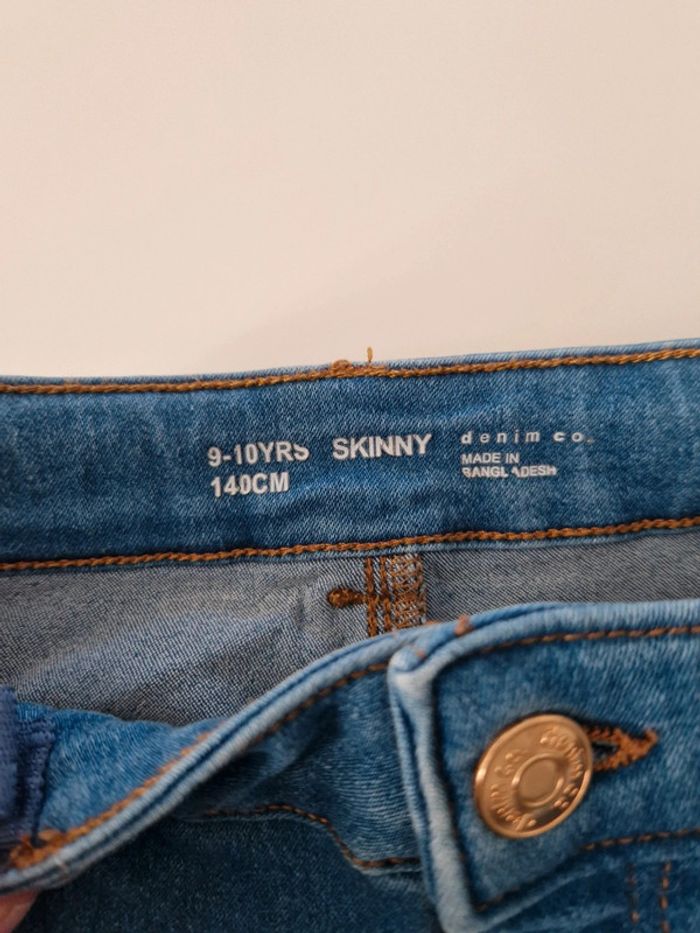 9-10YRS SKINNY denim co.
140CM
MADE IN
BANGLADESH